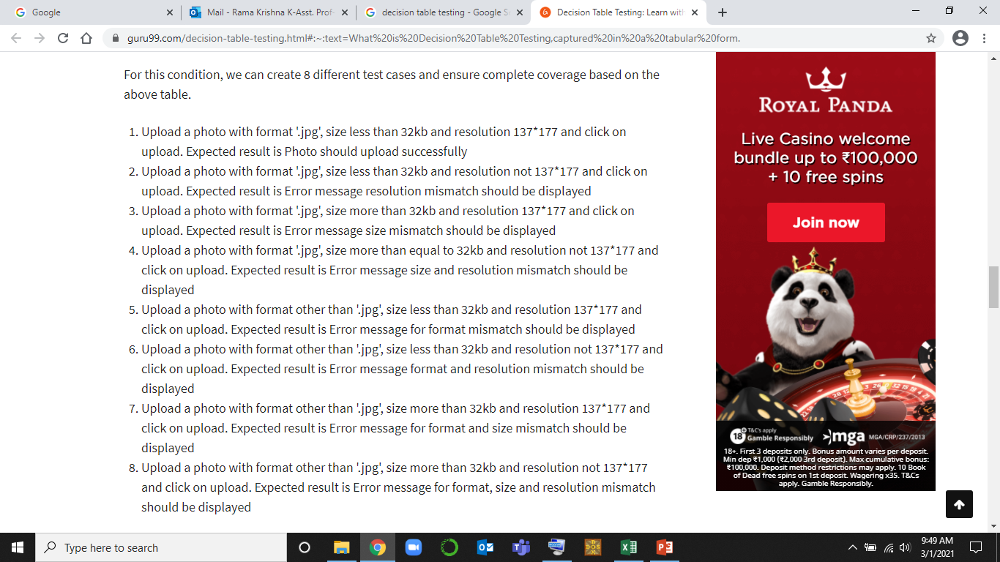 Google
Mail - Rama Krishna K-Asst. Prof-
decision table testing - Google S
Decision Table Testing: Learn with
guru99.com/decision-table-testing.html#:~:text=What%20is%20Decision%20Table%20Testing,captured%20in%20a%20tabular%20form.
For this condition, we can create 8 different test cases and ensure complete coverage based on the
above table.
1. Upload a photo with format '.jpg', size less than 32kb and resolution 137*177 and click on
upload. Expected result is Photo should upload successfully
2. Upload a photo with format '.jpg', size less than 32kb and resolution not 137*177 and click on
upload. Expected result is Error message resolution mismatch should be displayed
3. Upload a photo with format '.jpg', size more than 32kb and resolution 137*177 and click on
upload. Expected result is Error message size mismatch should be displayed
4. Upload a photo with format '.jpg', size more than equal to 32kb and resolution not 137*177 and
click on upload. Expected result is Error message size and resolution mismatch should be
displayed
5. Upload a photo with format other than '.jpg', size less than 32kb and resolution 137*177 and
click on upload. Expected result is Error message for format mismatch should be displayed
6. Upload a photo with format other than '.jpg', size less than 32kb and resolution not 137*177 and
click on upload. Expected result is Error message format and resolution mismatch should be
displayed
7. Upload a photo with format other than '.jpg', size more than 32kb and resolution 137*177 and
click on upload. Expected result is Error message for format and size mismatch should be
displayed
8. Upload a photo with format other than '.jpg', size more than 32kb and resolution not 137*177
and click on upload. Expected result is Error message for format, size and resolution mismatch
should be displayed
ROYAL PANDA
Live Casino welcome
bundle up to ₹100,000
+ 10 free spins
Join now
18+ T&C's apply
Gamble Responsibly
mga MGA/CRP/237/2013
18+. First 3 deposits only. Bonus amount varies per deposit.
Min dep ₹1,000 (₹2,000 3rd deposit). Max cumulative bonus:
₹100,000. Deposit method restrictions may apply. 10 Book
of Dead free spins on 1st deposit. Wagering x35. T&Cs
apply. Gamble Responsibly.
Type here to search
9:49 AM
3/1/2021